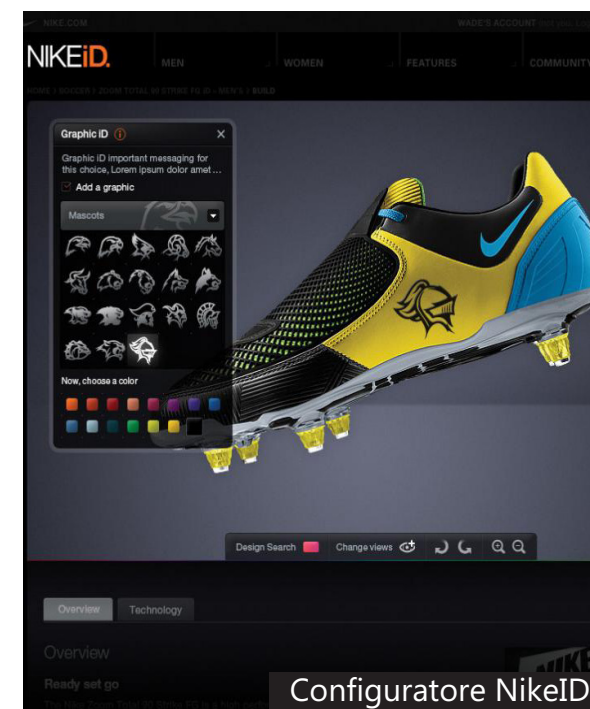 NIKE.COM
WADE'S ACCOUNT
NIKEiD.
MEN
WOMEN
FEATURES
COMMUNITY
HOME > SOCCER > ZOOM TOTAL 90 STRIKE FG ID - MEN'S > BUILD
Graphic iD
Graphic iD important messaging for
this choice, Lorem ipsum dolor amet ...
Add a graphic
Mascots
Now, choose a color
Design Search
Change views
Overview
Technology
Overview
Ready set go
Configuratore NikeID